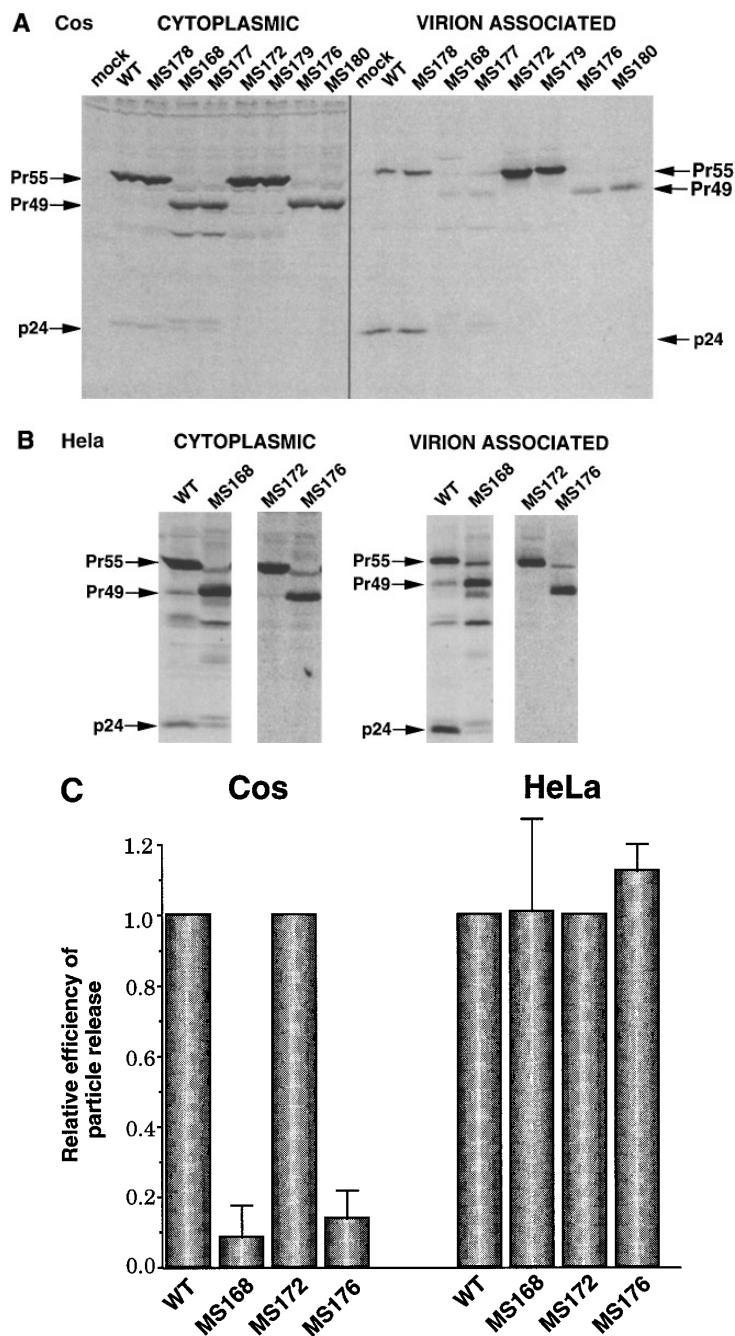 A Cos CYTOPLASMIC VIRION ASSOCIATED
mock WT MS178 MS168 MS177 MS172 MS179 MS176 MS180 mock WT MS178 MS168 MS177 MS172 MS179 MS176 MS180
Pr55 Pr55
Pr49 Pr49
p24 p24
B Hela CYTOPLASMIC VIRION ASSOCIATED
WT MS168 MS172 MS176 WT MS168 MS172 MS176
Pr55 Pr55
Pr49 Pr49
p24 p24
C Cos HeLa
Relative efficiency of
particle release
1.2
1.0
0.8
0.6
0.4
0.2
0.0
WT MS168 MS172 MS176 WT MS168 MS172 MS176